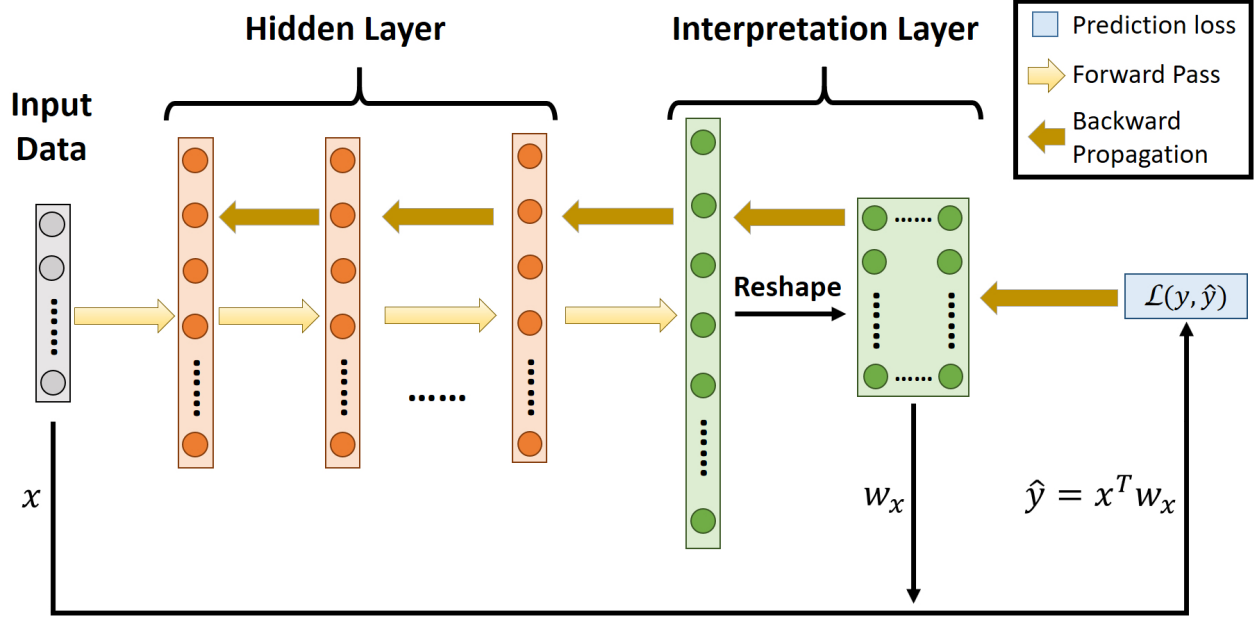 Hidden Layer
Interpretation Layer
Prediction loss
Forward Pass
Backward
Propagation
Input
Data
......
Reshape
ℒ(y, ŷ)
......
......
x
w_x
ŷ = x^T w_x